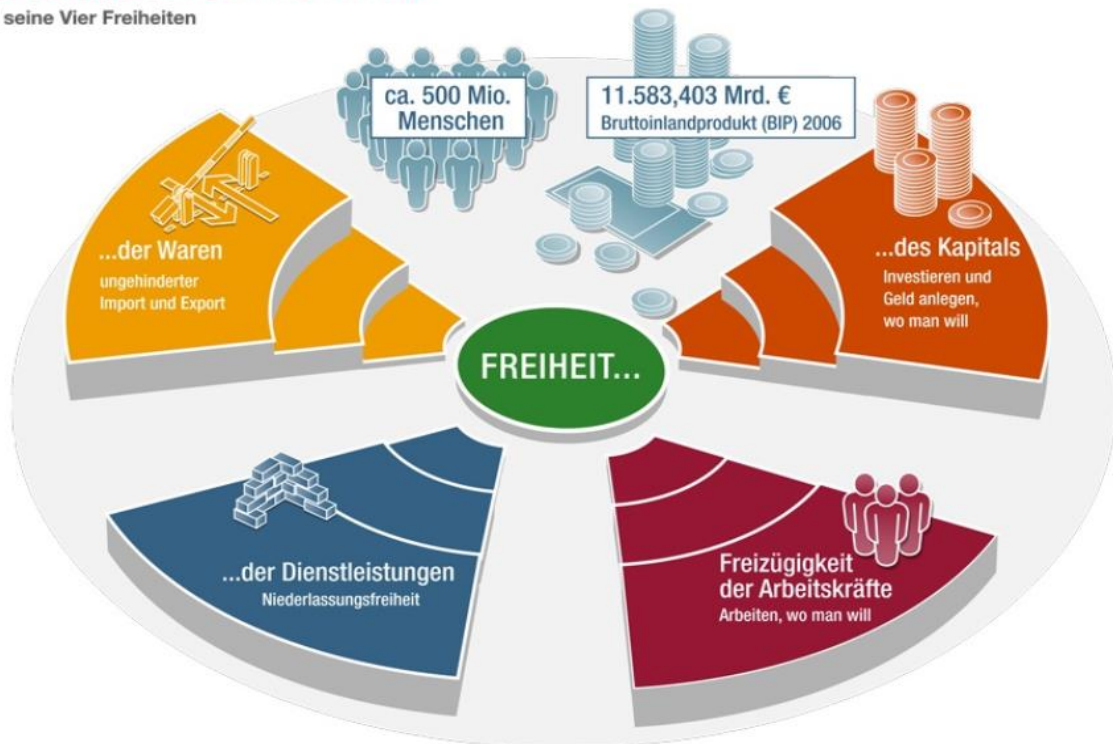 seine Vier Freiheiten
ca. 500 Mio.
Menschen
11.583,403 Mrd. €
Bruttoinlandprodukt (BIP) 2006
...der Waren
ungehinderter
Import und Export
...des Kapitals
Investieren und
Geld anlegen,
wo man will
FREIHEIT...
...der Dienstleistungen
Niederlassungsfreiheit
Freizügigkeit
der Arbeitskräfte
Arbeiten, wo man will